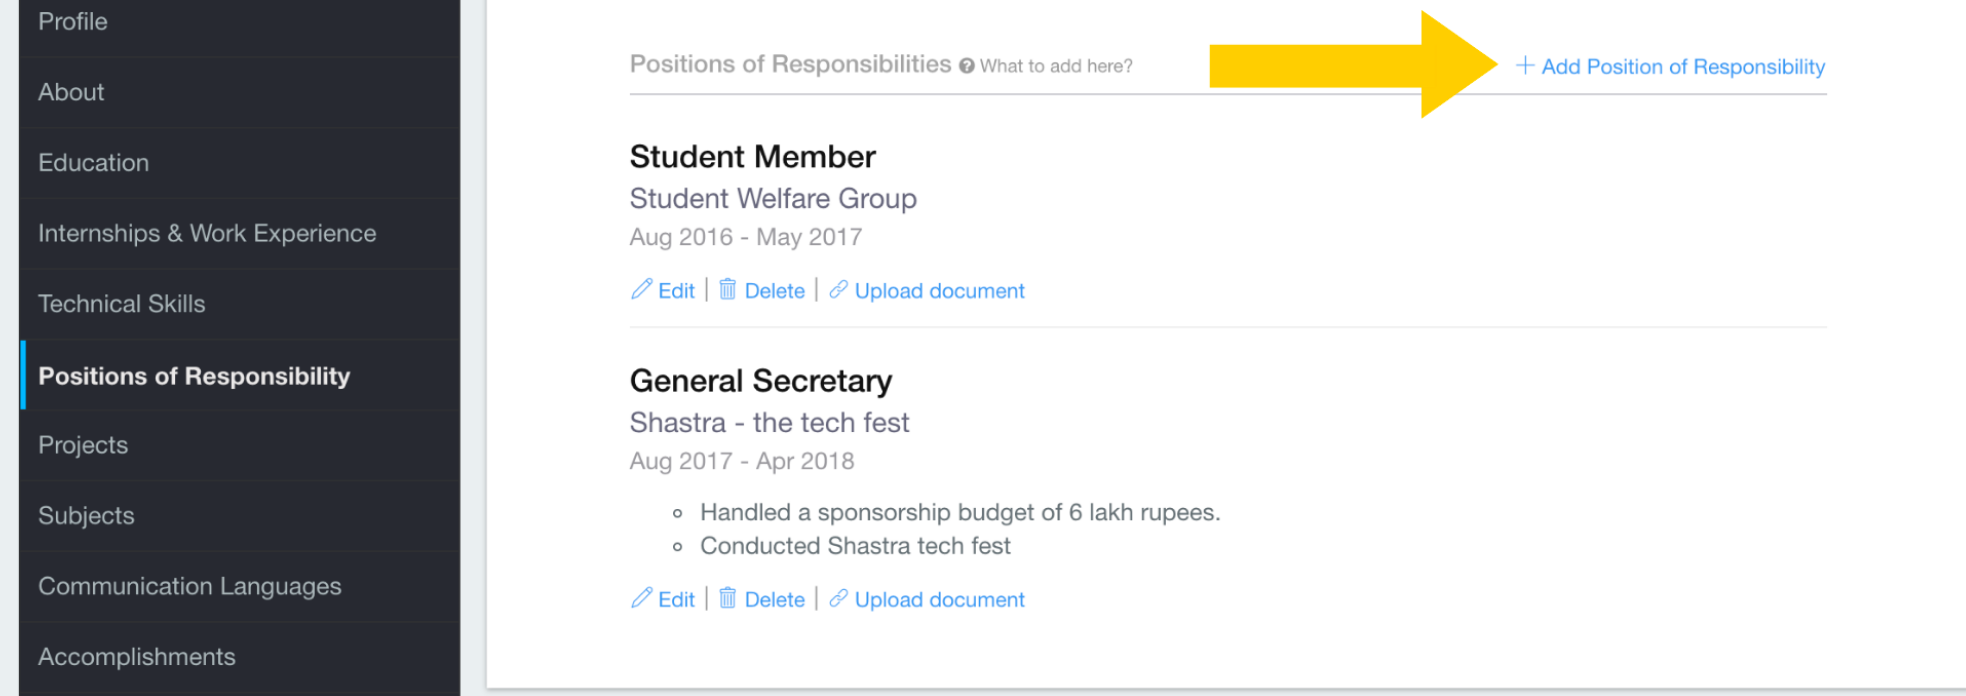 Profile
About
Education
Internships & Work Experience
Technical Skills
Positions of Responsibility
Projects
Subjects
Communication Languages
Accomplishments
Positions of Responsibilities ? What to add here?
+ Add Position of Responsibility
Student Member
Student Welfare Group
Aug 2016 - May 2017
Edit | Delete | Upload document
General Secretary
Shastra - the tech fest
Aug 2017 - Apr 2018
Handled a sponsorship budget of 6 lakh rupees.
Conducted Shastra tech fest
Edit | Delete | Upload document